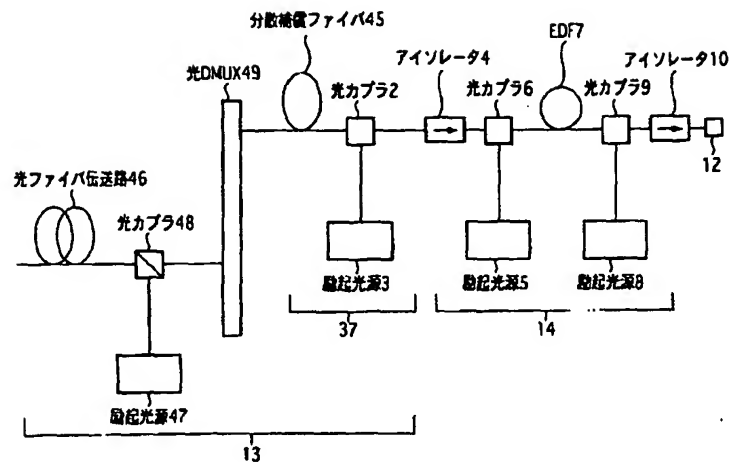 分散補償ファイバ45
EDF7
光DMUX49
アイソレータ4
アイソレータ10
光カプラ2
光カプラ6
光カプラ9
12
光ファイバ伝送路46
光カプラ48
励起光源3
励起光源5
励起光源8
37
14
励起光源47
13